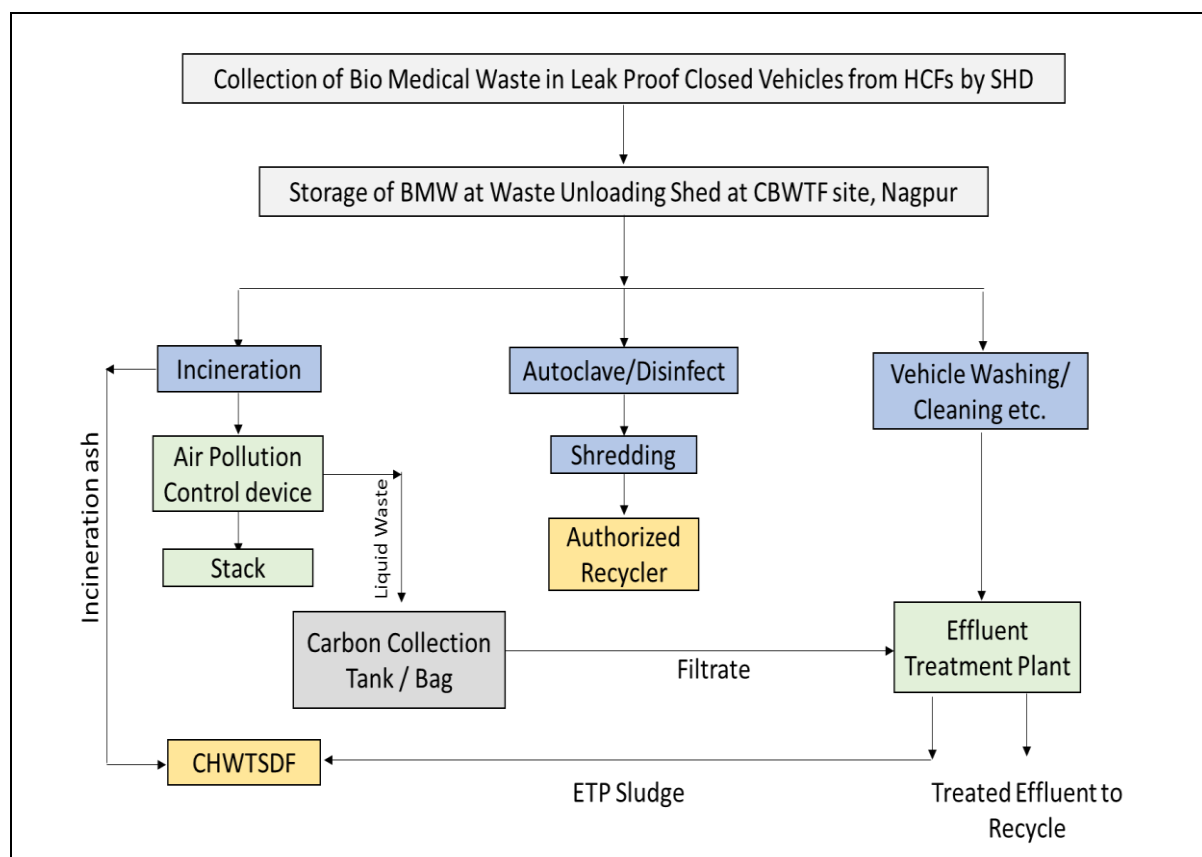 Collection of Bio Medical Waste in Leak Proof Closed Vehicles from HCFs by SHD
Storage of BMW at Waste Unloading Shed at CBWTF site, Nagpur
Incineration
Autoclave/Disinfect
Vehicle Washing/
Cleaning etc.
Incineration ash
Air Pollution
Control device
Liquid Waste
Shredding
Stack
Authorized
Recycler
Carbon Collection
Tank / Bag
Filtrate
Effluent
Treatment Plant
CHWTSDF
ETP Sludge
Treated Effluent to
Recycle